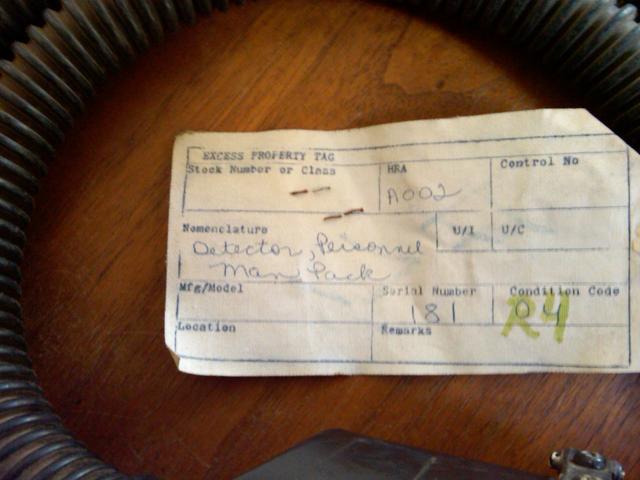 EXCESS PROPERTY TAG
Stock Number or Class
HRA
A002
Control No
Nomenclature
Detector, Personnel
Man Pack
U/I
U/C
Mfg/Model
Serial Number
181
Condition Code
R4
Location
Remarks